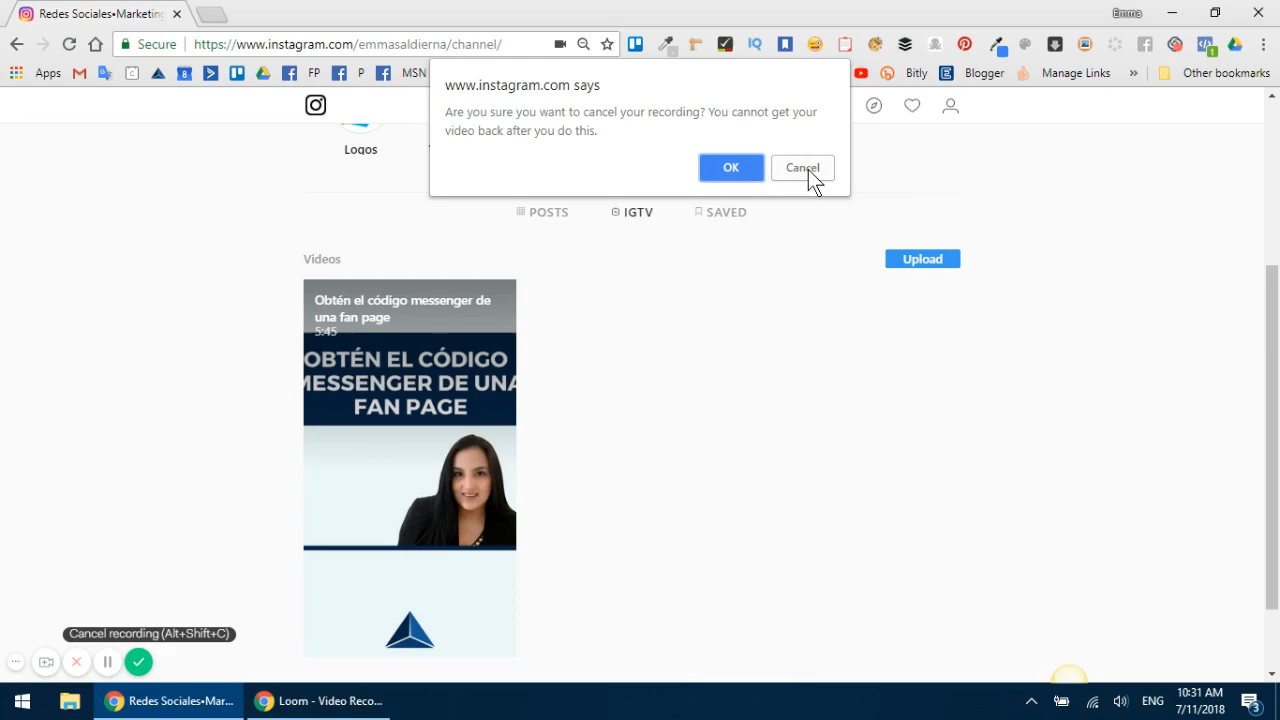 Redes Sociales•Marketing
Emma
Secure
https://www.instagram.com/emmasaldierna/channel/
Apps
FP
P
MSN
Bitly
Blogger
Manage Links
»
Other bookmarks
www.instagram.com says
Are you sure you want to cancel your recording? You cannot get your
video back after you do this.
OK
Cancel
Logos
POSTS
IGTV
SAVED
Videos
Upload
Obtén el código messenger de
una fan page
5:45
OBTÉN EL CÓDIGO
MESSENGER DE UNA
FAN PAGE
Cancel recording (Alt+Shift+C)
Redes Sociales•Mar...
Loom - Video Reco...
ENG
10:31 AM
7/11/2018
3